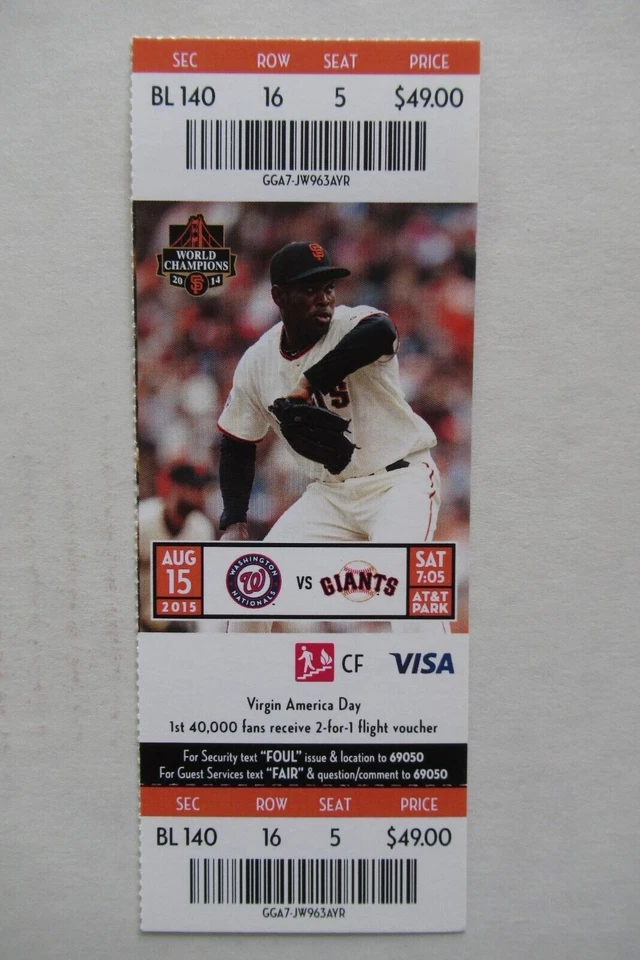 SEC ROW SEAT PRICE
BL 140 16 5 $49.00
GGA7-JW963AYR
WORLD
CHAMPIONS
20 SF 14
SF
TS
AUG
15
2015
WASHINGTON
W
NATIONALS
VS
GIANTS
SAT
7:05
AT&T
PARK
CF VISA
Virgin America Day
1st 40,000 fans receive 2-for-1 flight voucher
For Security text "FOUL" issue & location to 69050
For Guest Services text "FAIR" & question/comment to 69050
SEC ROW SEAT PRICE
BL 140 16 5 $49.00
GGA7-JW963AYR